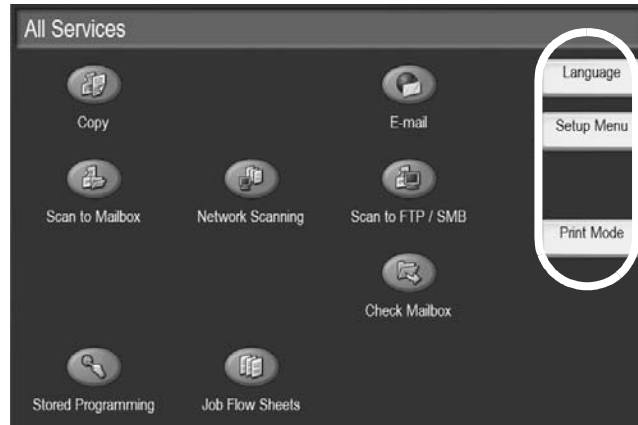 All Services
Language
Copy
E-mail
Setup Menu
Scan to Mailbox
Network Scanning
Scan to FTP / SMB
Print Mode
Check Mailbox
Stored Programming
Job Flow Sheets